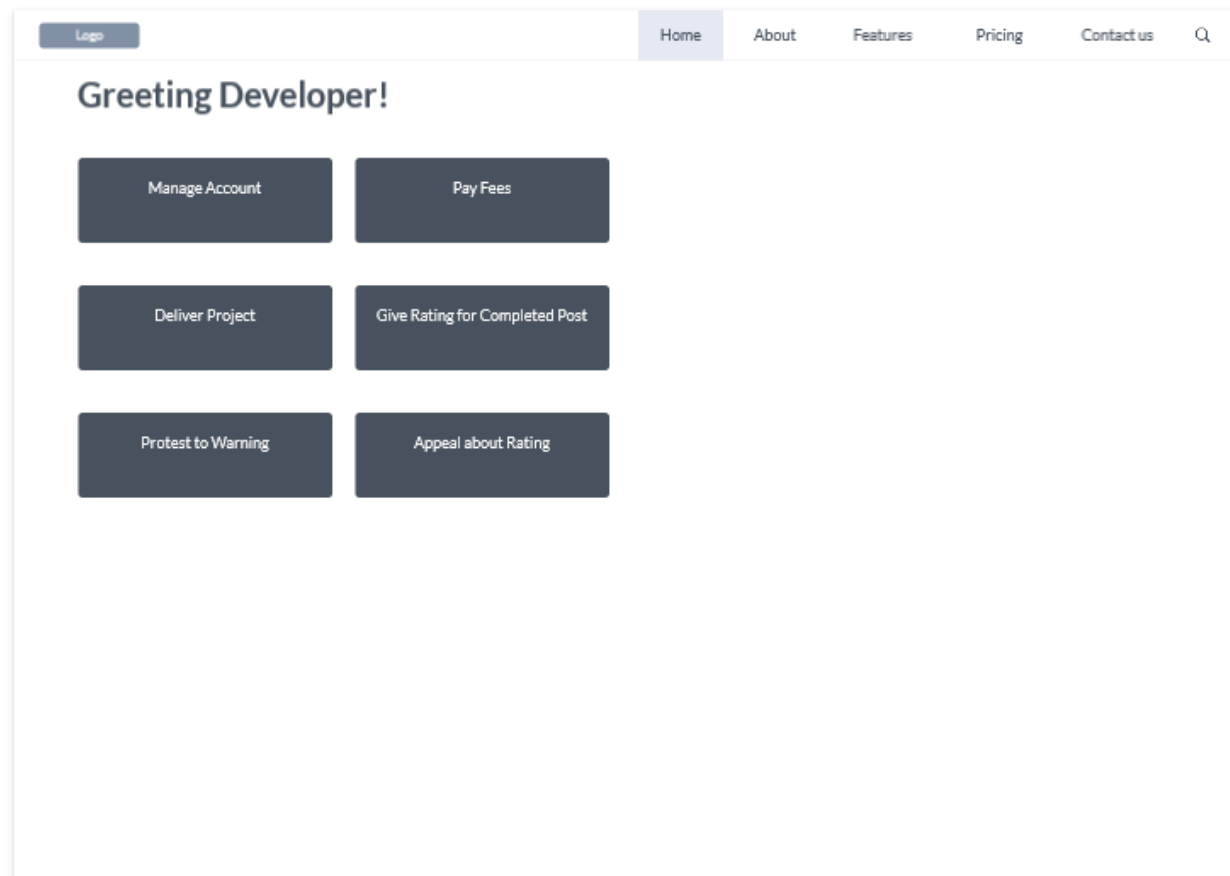 Logo
Home About Features Pricing Contact us
Greeting Developer!
Manage Account Pay Fees
Deliver Project Give Rating for Completed Post
Protest to Warning Appeal about Rating